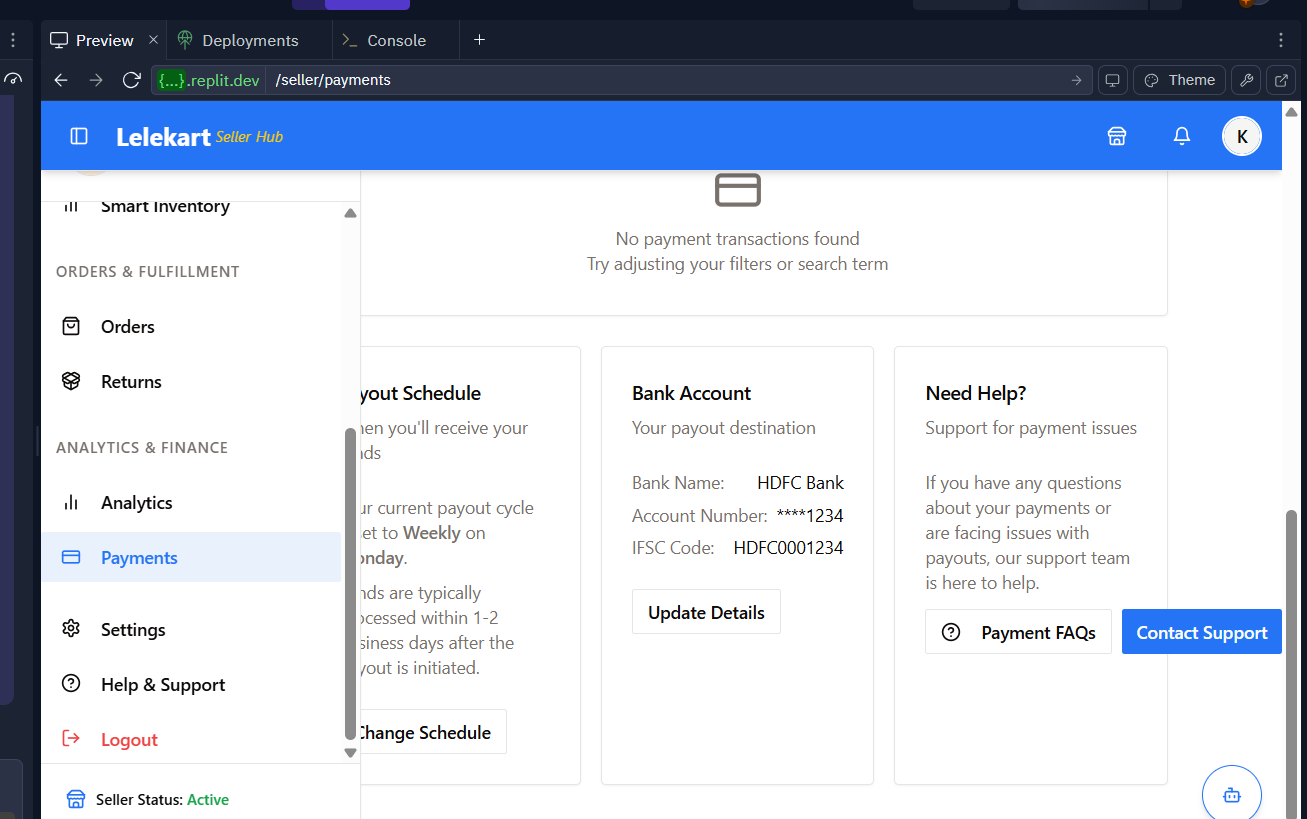 Preview
Deployments
Console
{...}.replit.dev
/seller/payments
Theme
Lelekart Seller Hub
K
Smart Inventory
ORDERS & FULFILLMENT
Orders
Returns
ANALYTICS & FINANCE
Analytics
Payments
Settings
Help & Support
Logout
Seller Status: Active
No payment transactions found
Try adjusting your filters or search term
yout Schedule
en you'll receive your
ds
ur current payout cycle
et to Weekly on
onday.
nds are typically
ocessed within 1-2
siness days after the
yout is initiated.
Change Schedule
Bank Account
Your payout destination
Bank Name: HDFC Bank
Account Number: ****1234
IFSC Code: HDFC0001234
Update Details
Need Help?
Support for payment issues
If you have any questions
about your payments or
are facing issues with
payouts, our support team
is here to help.
Payment FAQs
Contact Support